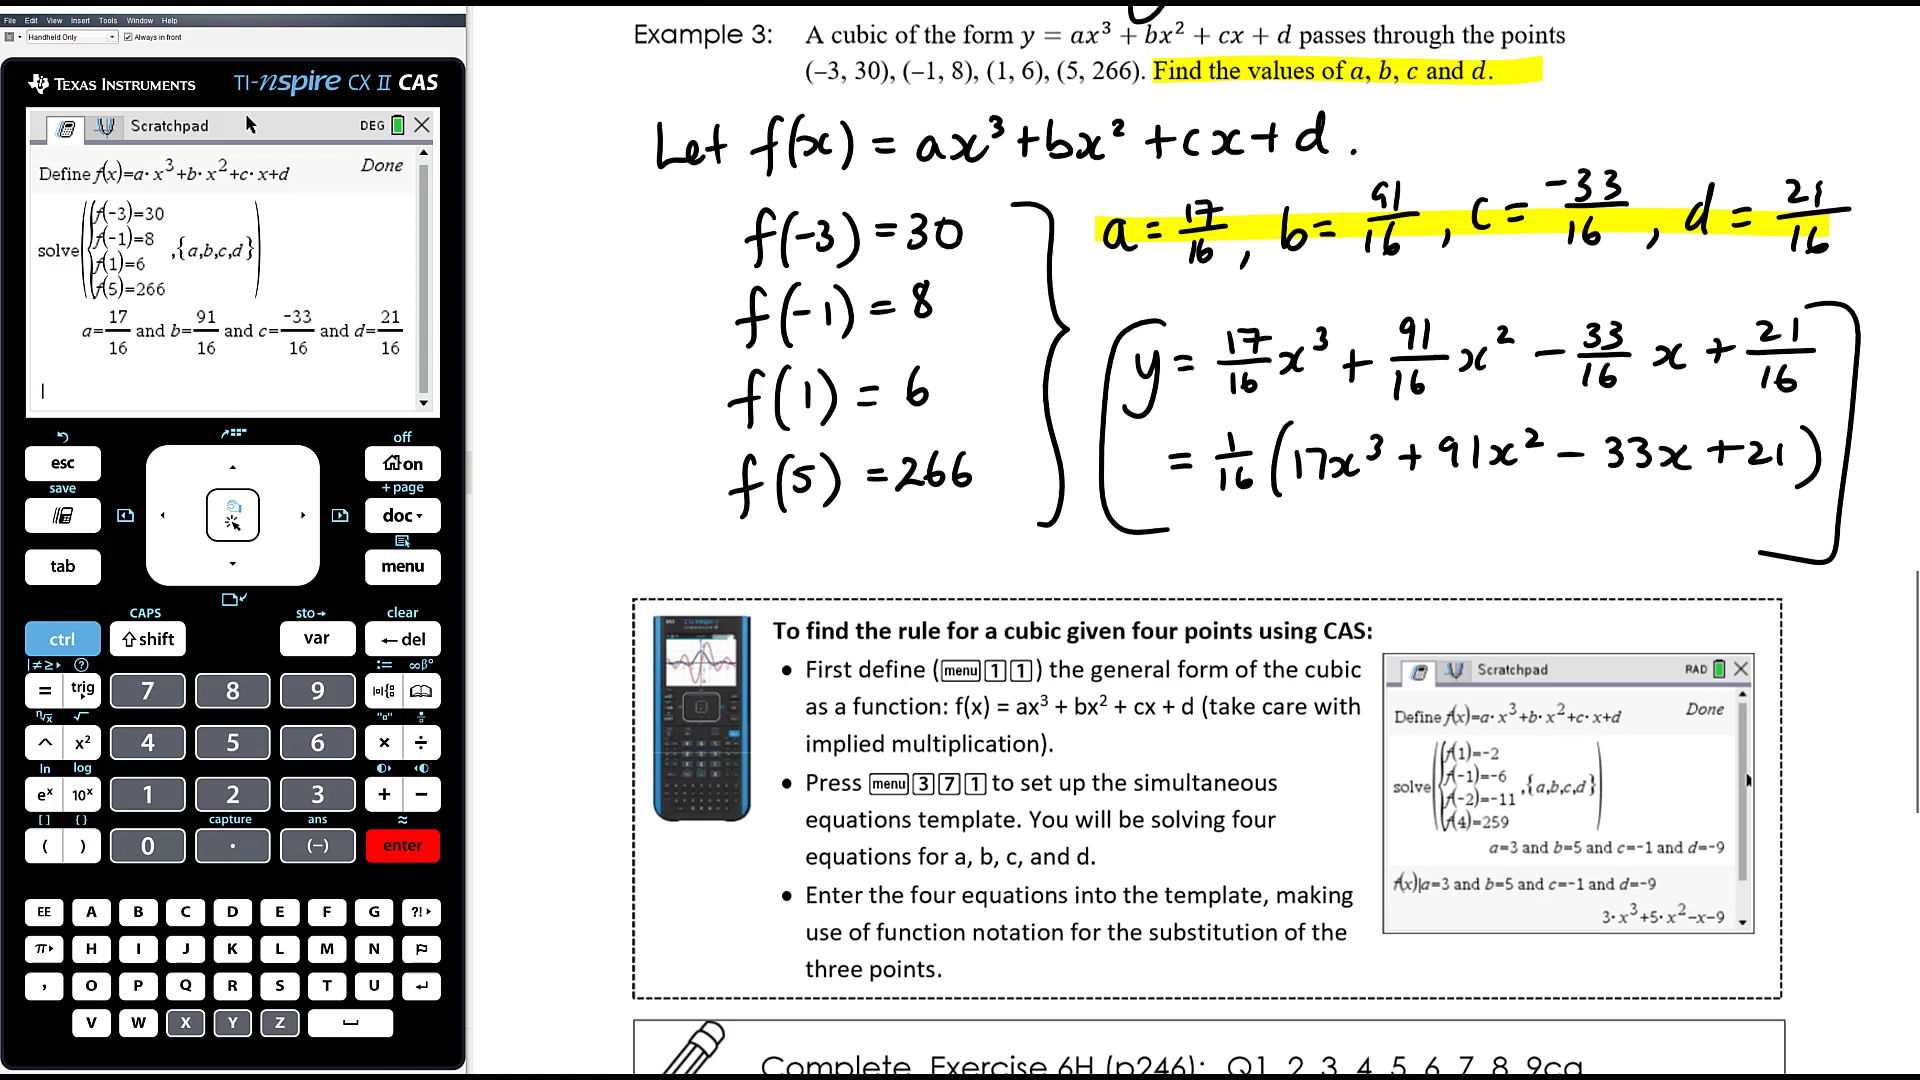 File Edit View Insert Tools Window Help
Handheld Only Always in front
TEXAS INSTRUMENTS TI-nspire CX II CAS
Scratchpad DEG
Define f(x)=a·x³+b·x²+c·x+d Done
solve({f(-3)=30
f(-1)=8
f(1)=6
f(5)=266 ,{a,b,c,d})
a=17/16 and b=91/16 and c=-33/16 and d=21/16
off
esc on
save + page
doc
tab menu
CAPS sto→ clear
ctrl ⇧shift var ←del
|≠≥▸ ? := ∞β°
= trig 7 8 9
ⁿ√x √ "▫"
^ x² 4 5 6 × ÷
ln log
eˣ 10ˣ 1 2 3 + −
[ ] { } capture ans ≈
( ) 0 . (−) enter
EE A B C D E F G ?!▸
π▸ H I J K L M N
, O P Q R S T U ↵
V W X Y Z
Example 3: A cubic of the form y = ax³ + bx² + cx + d passes through the points
(–3, 30), (–1, 8), (1, 6), (5, 266). Find the values of a, b, c and d.
Let f(x) = ax³+bx²+cx+d.
f(-3) = 30
f(-1) = 8
f(1) = 6
f(5) = 266
a = 17/16, b = 91/16, c = -33/16, d = 21/16
y = 17/16 x³ + 91/16 x² - 33/16 x + 21/16
= 1/16 (17x³ + 91x² - 33x + 21)
To find the rule for a cubic given four points using CAS:
• First define (menu 1 1) the general form of the cubic
as a function: f(x) = ax³ + bx² + cx + d (take care with
implied multiplication).
• Press menu 3 7 1 to set up the simultaneous
equations template. You will be solving four
equations for a, b, c, and d.
• Enter the four equations into the template, making
use of function notation for the substitution of the
three points.
Scratchpad RAD
Define f(x)=a·x³+b·x²+c·x+d Done
solve({f(1)=-2
f(-1)=-6
f(-2)=-11
f(4)=259 ,{a,b,c,d})
a=3 and b=5 and c=-1 and d=-9
f(x)|a=3 and b=5 and c=-1 and d=-9
3·x³+5·x²-x-9
Complete Exercise 6H (p246): Q1, 2, 3, 4, 5, 6, 7, 8, 9ca